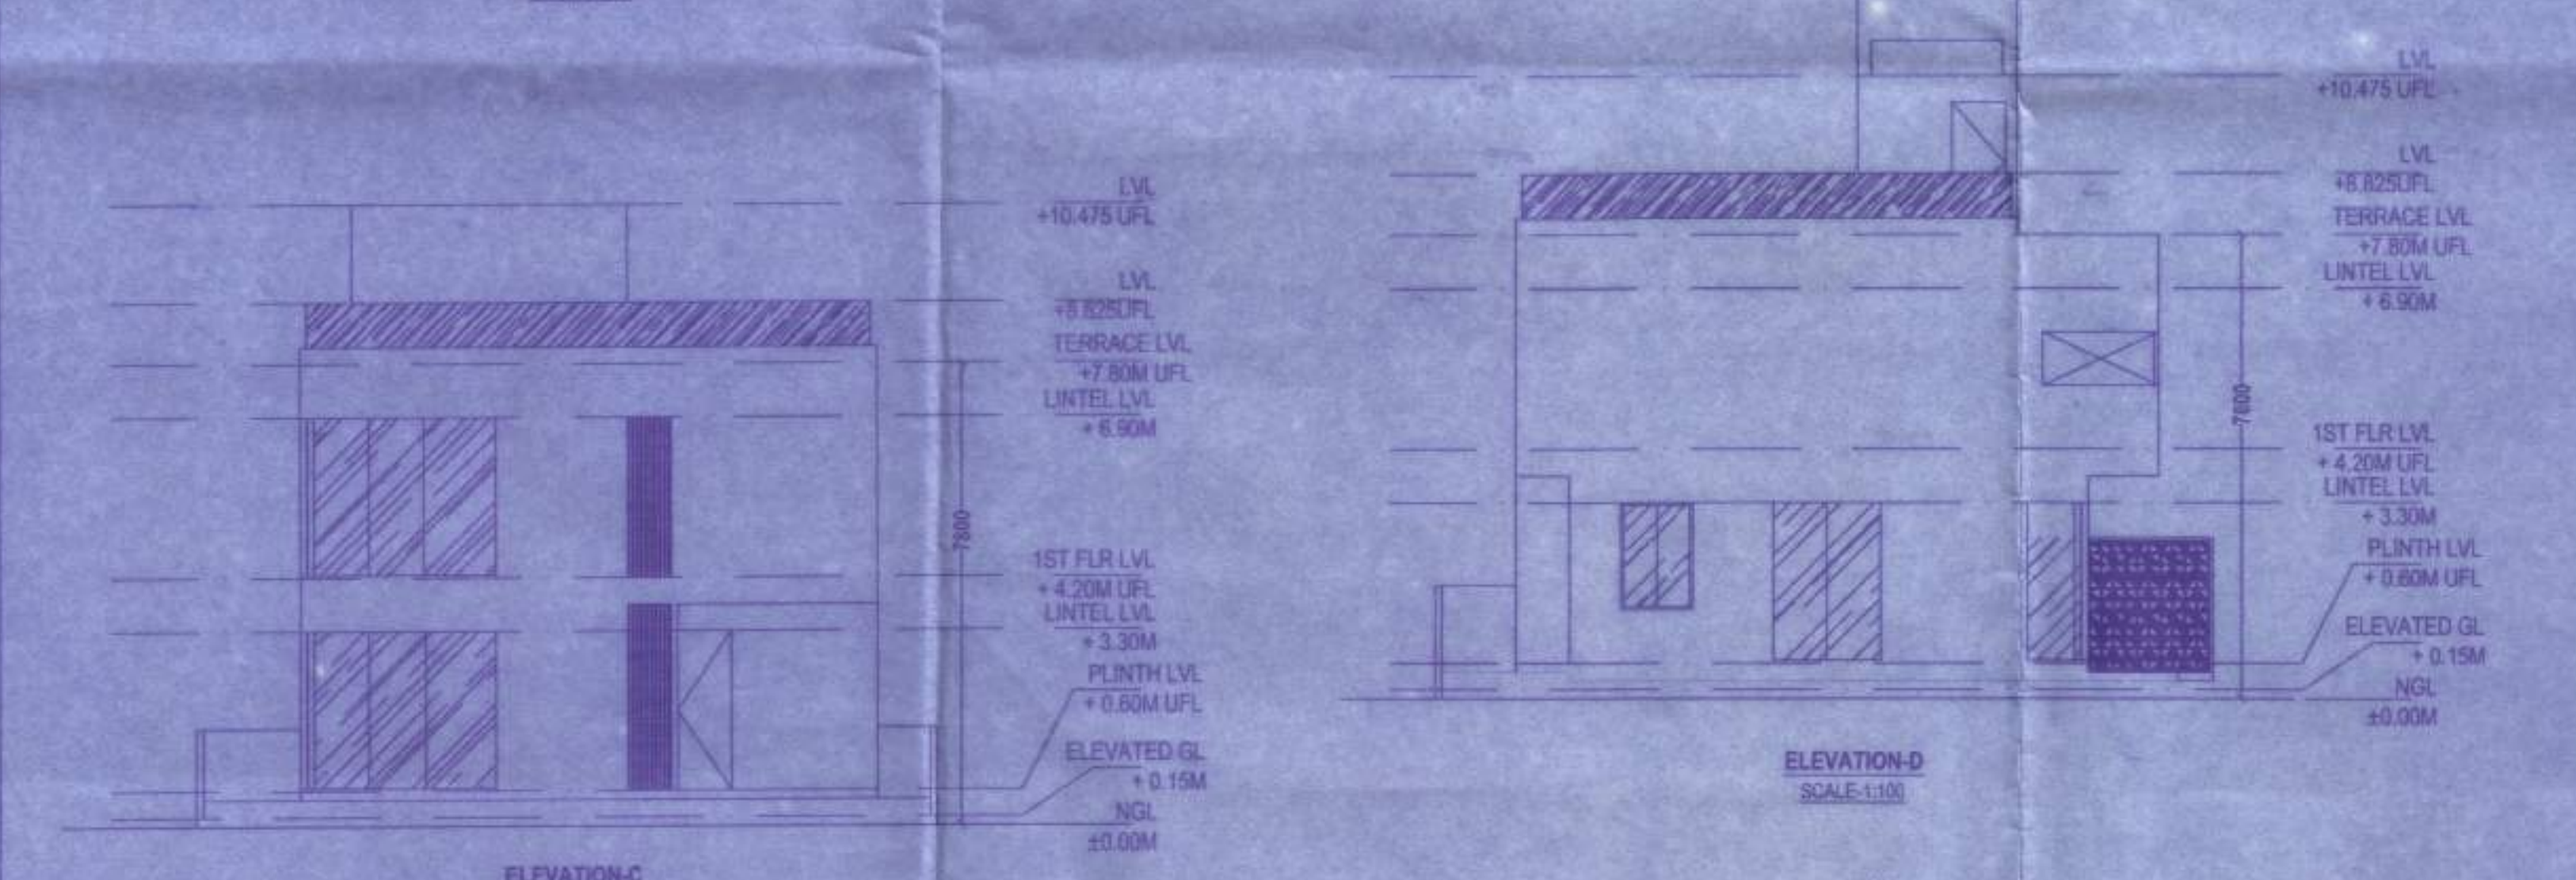 LVL
+10.475 UFL
LVL
+8.825UFL
TERRACE LVL
+7.80M UFL
LINTEL LVL
+ 6.90M
7800
1ST FLR LVL
+ 4.20M UFL
LINTEL LVL
+ 3.30M
PLINTH LVL
+ 0.60M UFL
ELEVATED GL
+ 0.15M
NGL
±0.00M
ELEVATION-C
LVL
+10.475 UFL
LVL
+8.825UFL
TERRACE LVL
+7.80M UFL
LINTEL LVL
+ 6.90M
7800
1ST FLR LVL
+ 4.20M UFL
LINTEL LVL
+ 3.30M
PLINTH LVL
+ 0.60M UFL
ELEVATED GL
+ 0.15M
NGL
±0.00M
ELEVATION-D
SCALE-1:100